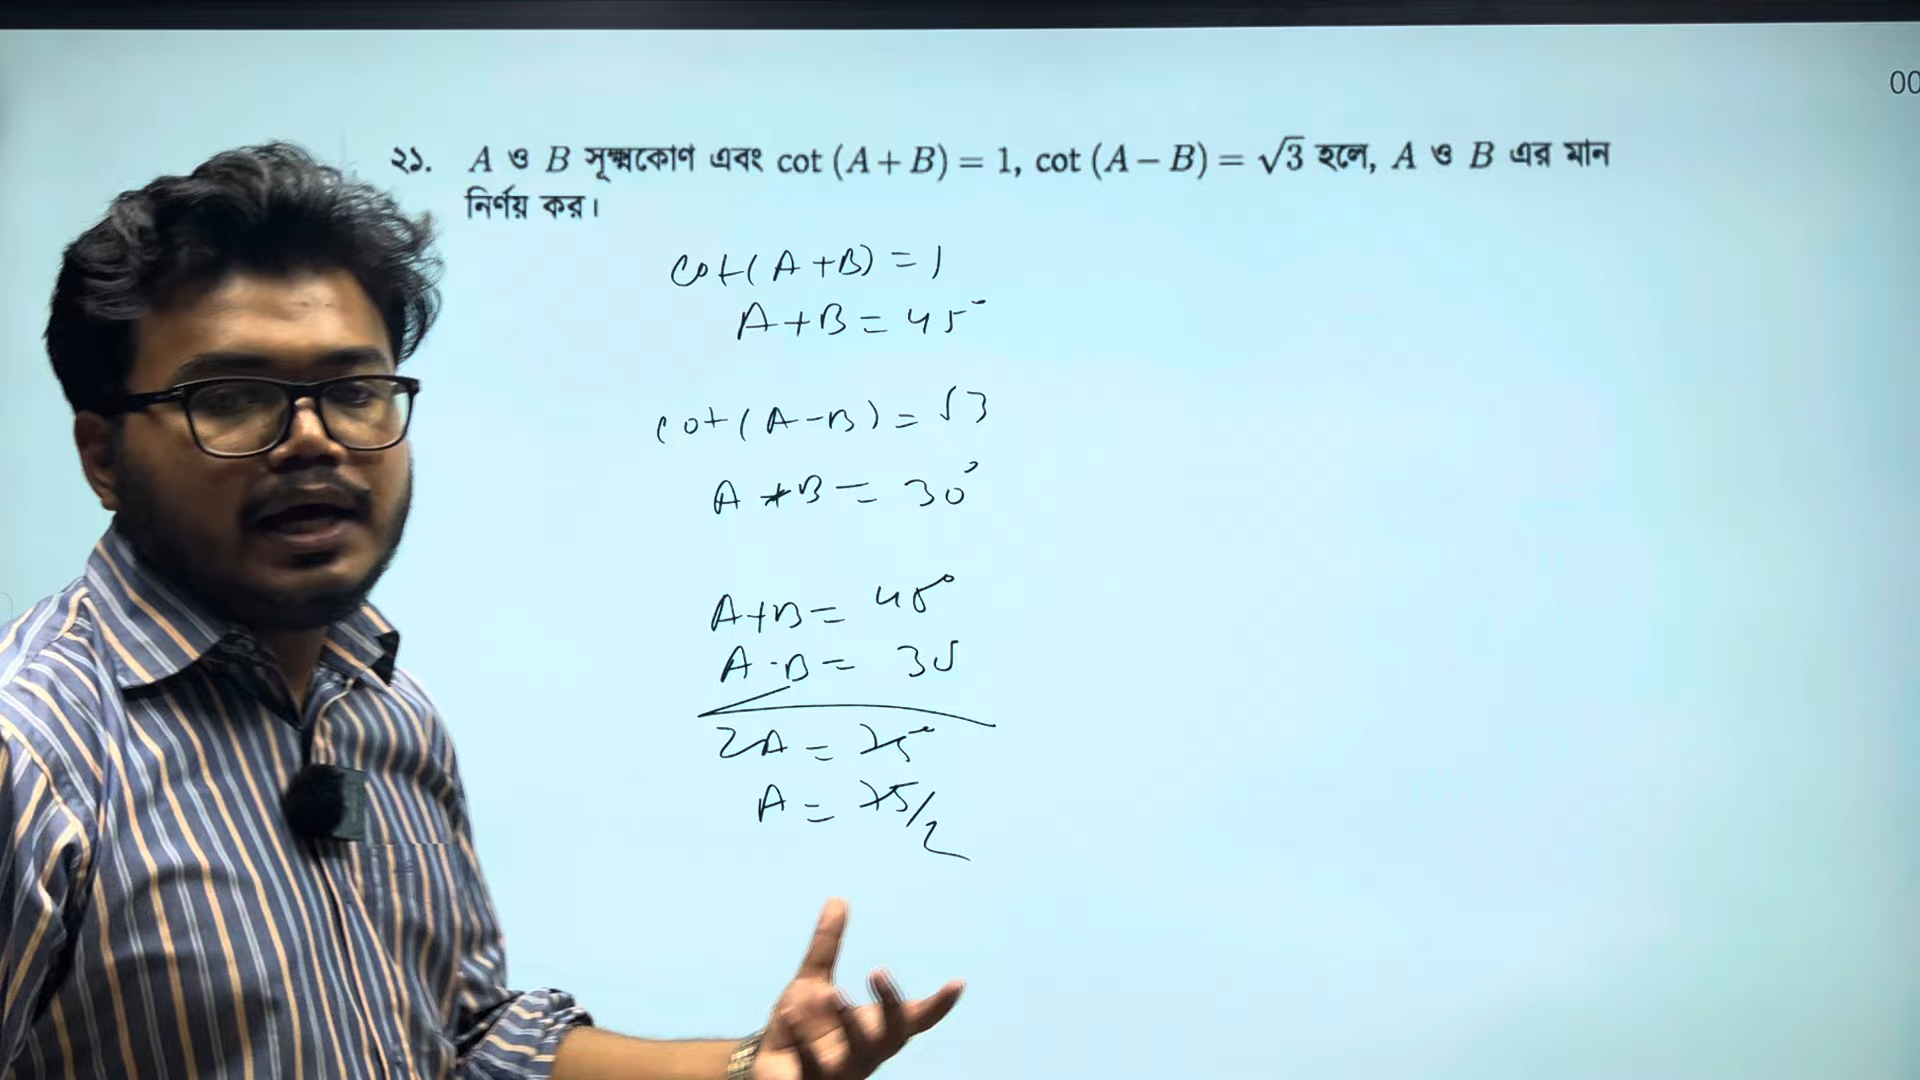 00
২১. A ও B সূক্ষ্মকোণ এবং cot (A + B) = 1, cot (A − B) = √3 হলে, A ও B এর মান
নির্ণয় কর।
cot(A+B) = 1
A+B = 45°
cot(A-B) = √3
A-B = 30°
A+B = 45°
A-B = 30
2A = 75°
A = 75/2